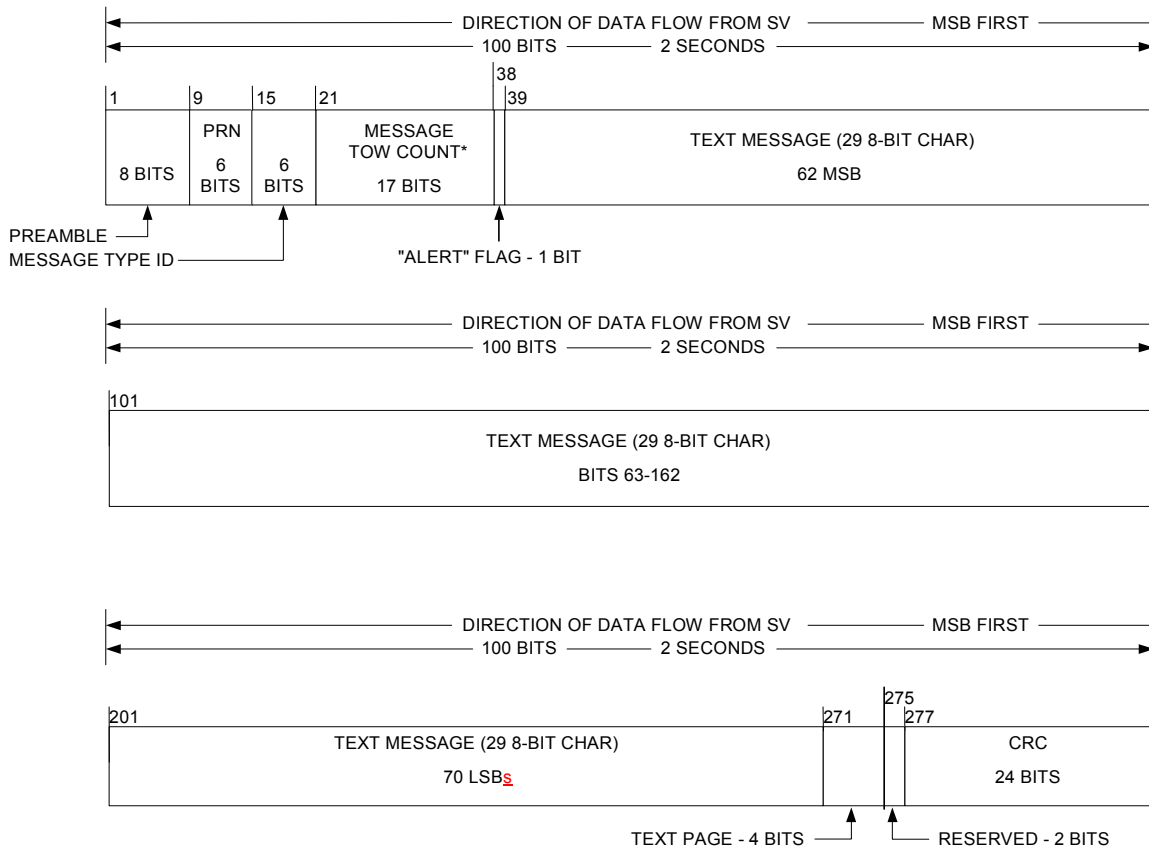 DIRECTION OF DATA FLOW FROM SV MSB FIRST
100 BITS 2 SECONDS
38
1 9 15 21 39
PRN MESSAGE
TOW COUNT* TEXT MESSAGE (29 8-BIT CHAR)
8 BITS 6 BITS 6 BITS 17 BITS 62 MSB
PREAMBLE
MESSAGE TYPE ID "ALERT" FLAG - 1 BIT
DIRECTION OF DATA FLOW FROM SV MSB FIRST
100 BITS 2 SECONDS
101
TEXT MESSAGE (29 8-BIT CHAR)
BITS 63-162
DIRECTION OF DATA FLOW FROM SV MSB FIRST
100 BITS 2 SECONDS
275
201 271 277
TEXT MESSAGE (29 8-BIT CHAR) CRC
70 LSBs 24 BITS
TEXT PAGE - 4 BITS RESERVED - 2 BITS